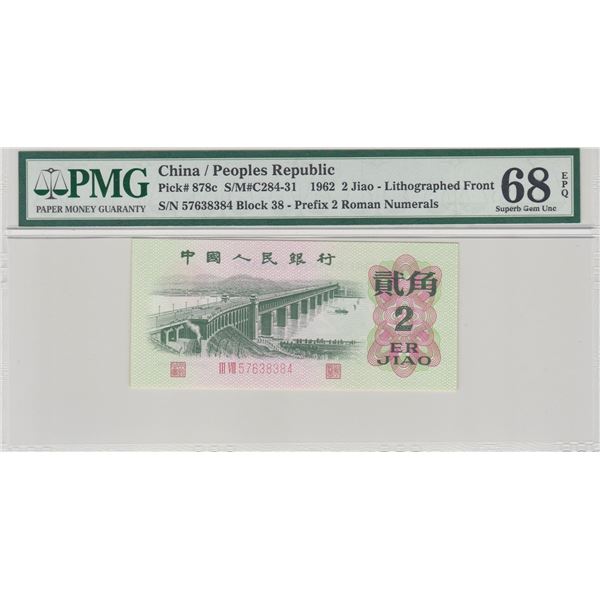 PMG
PAPER MONEY GUARANTY
China / Peoples Republic
Pick# 878c S/M#C284-31 1962 2 Jiao - Lithographed Front
S/N 57638384 Block 38 - Prefix 2 Roman Numerals
68 EPQ
Superb Gem Unc
中國人民銀行
貳角
2
ER
JIAO
III VIII 57638384